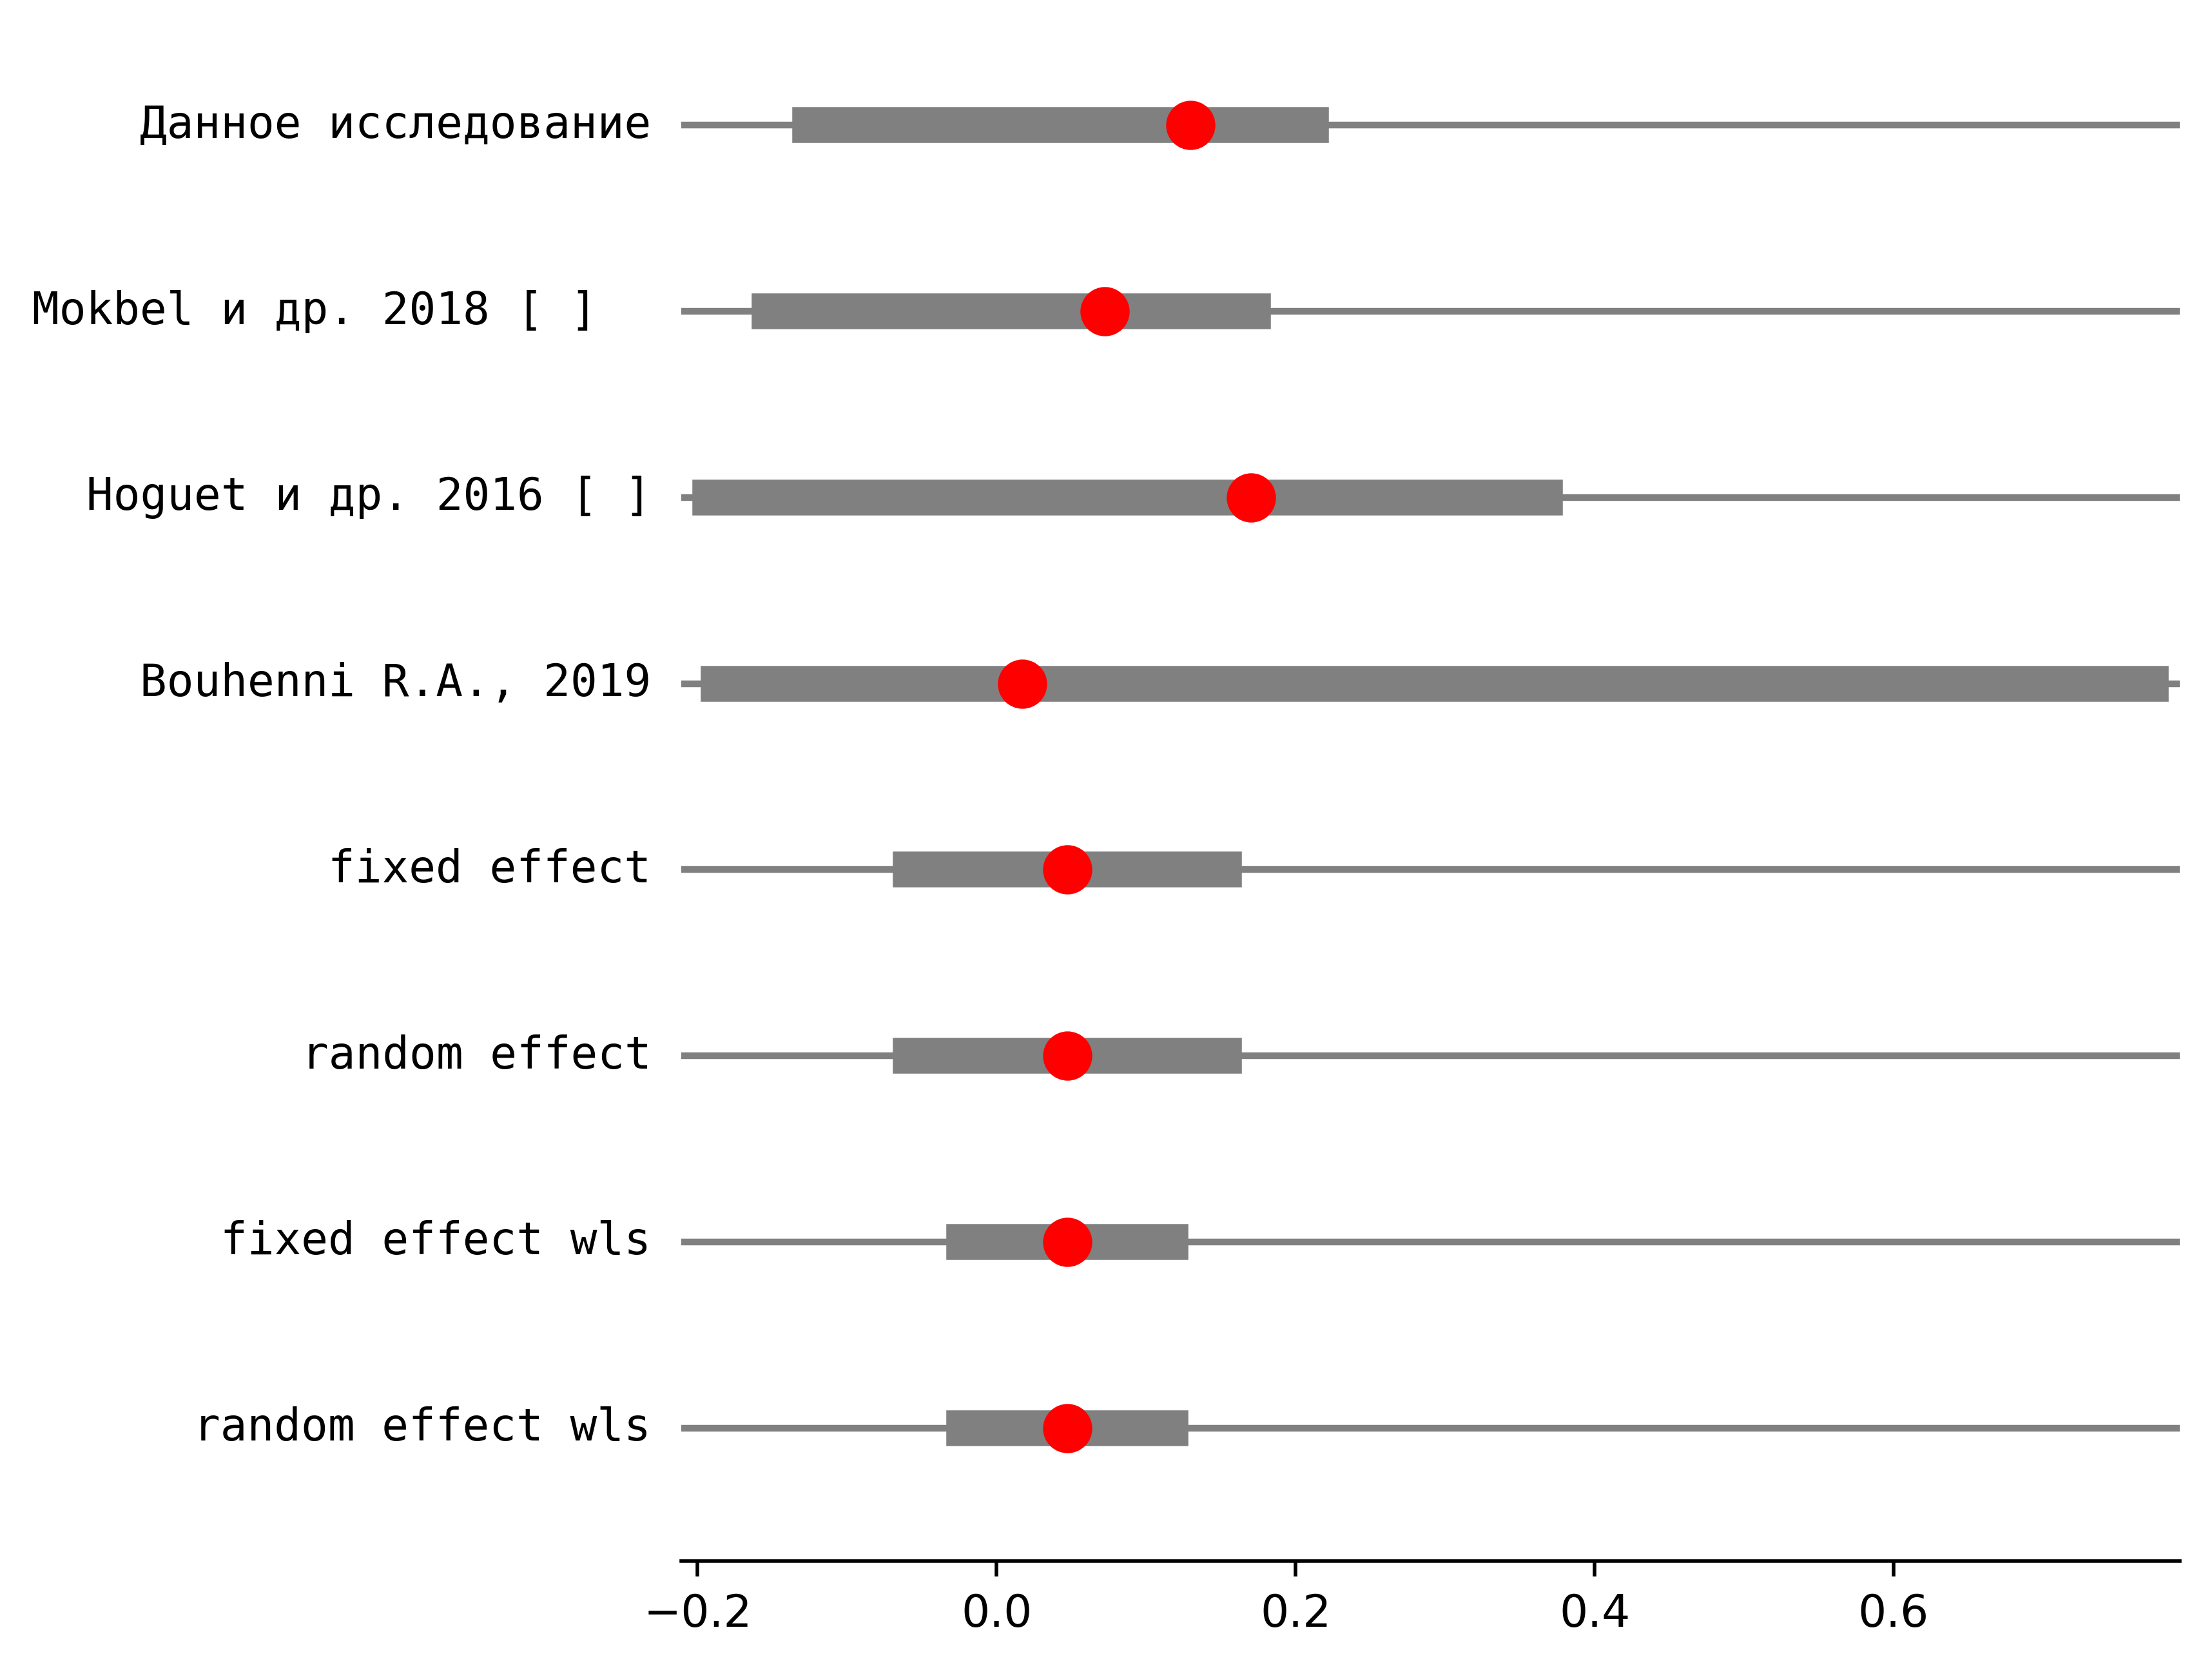 Данное исследование
Mokbel и др. 2018 [ ]
Hoguet и др. 2016 [ ]
Bouhenni R.A., 2019
fixed effect
random effect
fixed effect wls
random effect wls
−0.2 0.0 0.2 0.4 0.6